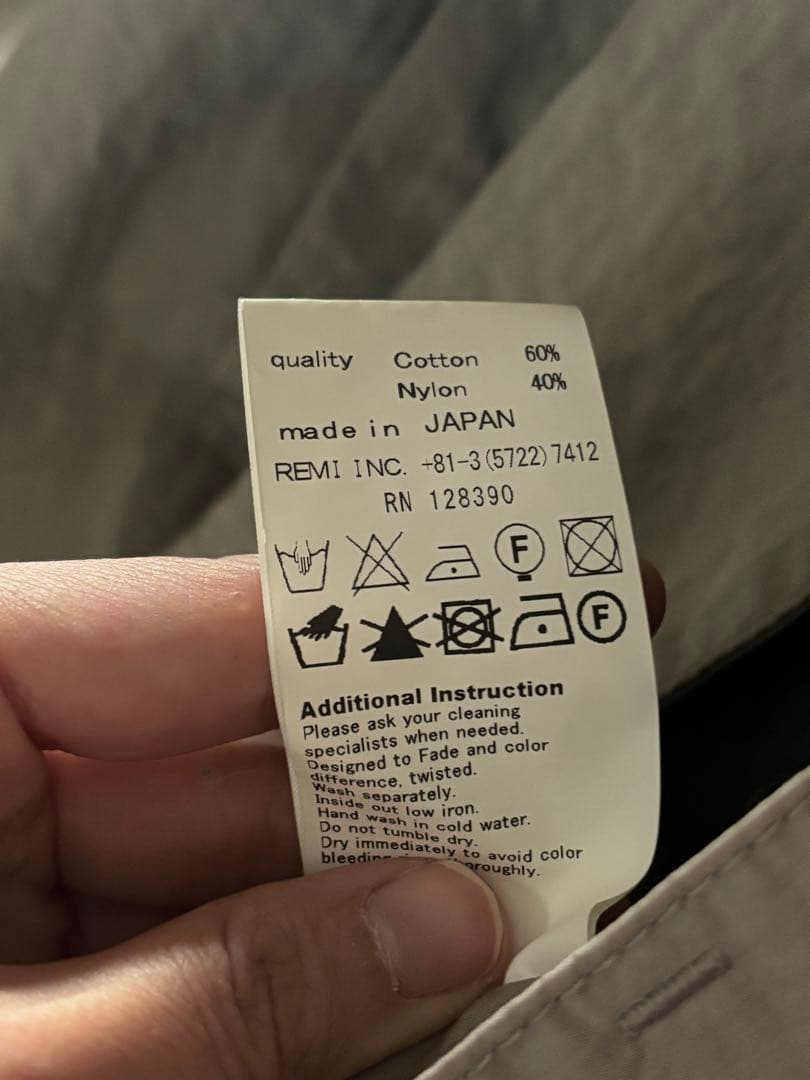 quality Cotton 60%
Nylon 40%
made in JAPAN
REMI INC. +81-3(5722)7412
RN 128390
F
F
Additional Instruction
Please ask your cleaning
specialists when needed.
Designed to Fade and color
difference, twisted.
Wash separately.
Inside out low iron.
Hand wash in cold water.
Do not tumble dry.
Dry immediately to avoid color
bleeding